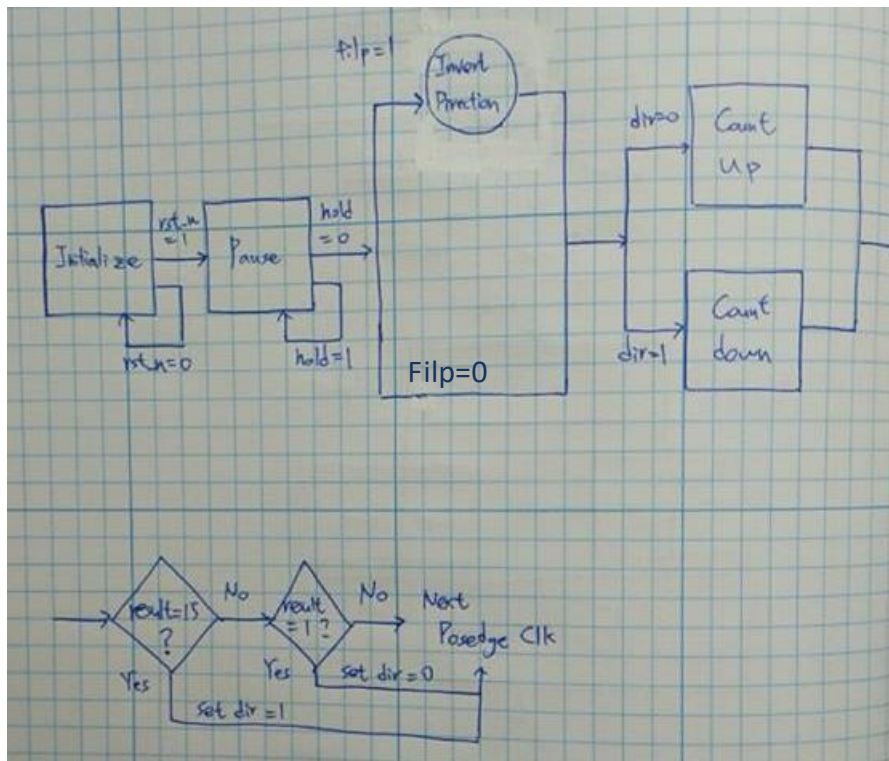 filp=1
Invert
Direction
dir=0
Count
Up
rst_n
=1
hold
=0
Initialize
Pause
rst_n=0
hold=1
Filp=0
dir=1
Count
down
result=15
?
No
result
=1?
No
Next
Posedge Clk
Yes
Yes
set dir=0
set dir=1